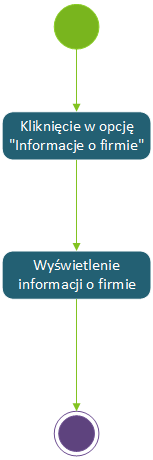 Kliknięcie w opcję
"Informacje o firmie"
Wyświetlenie
informacji o firmie